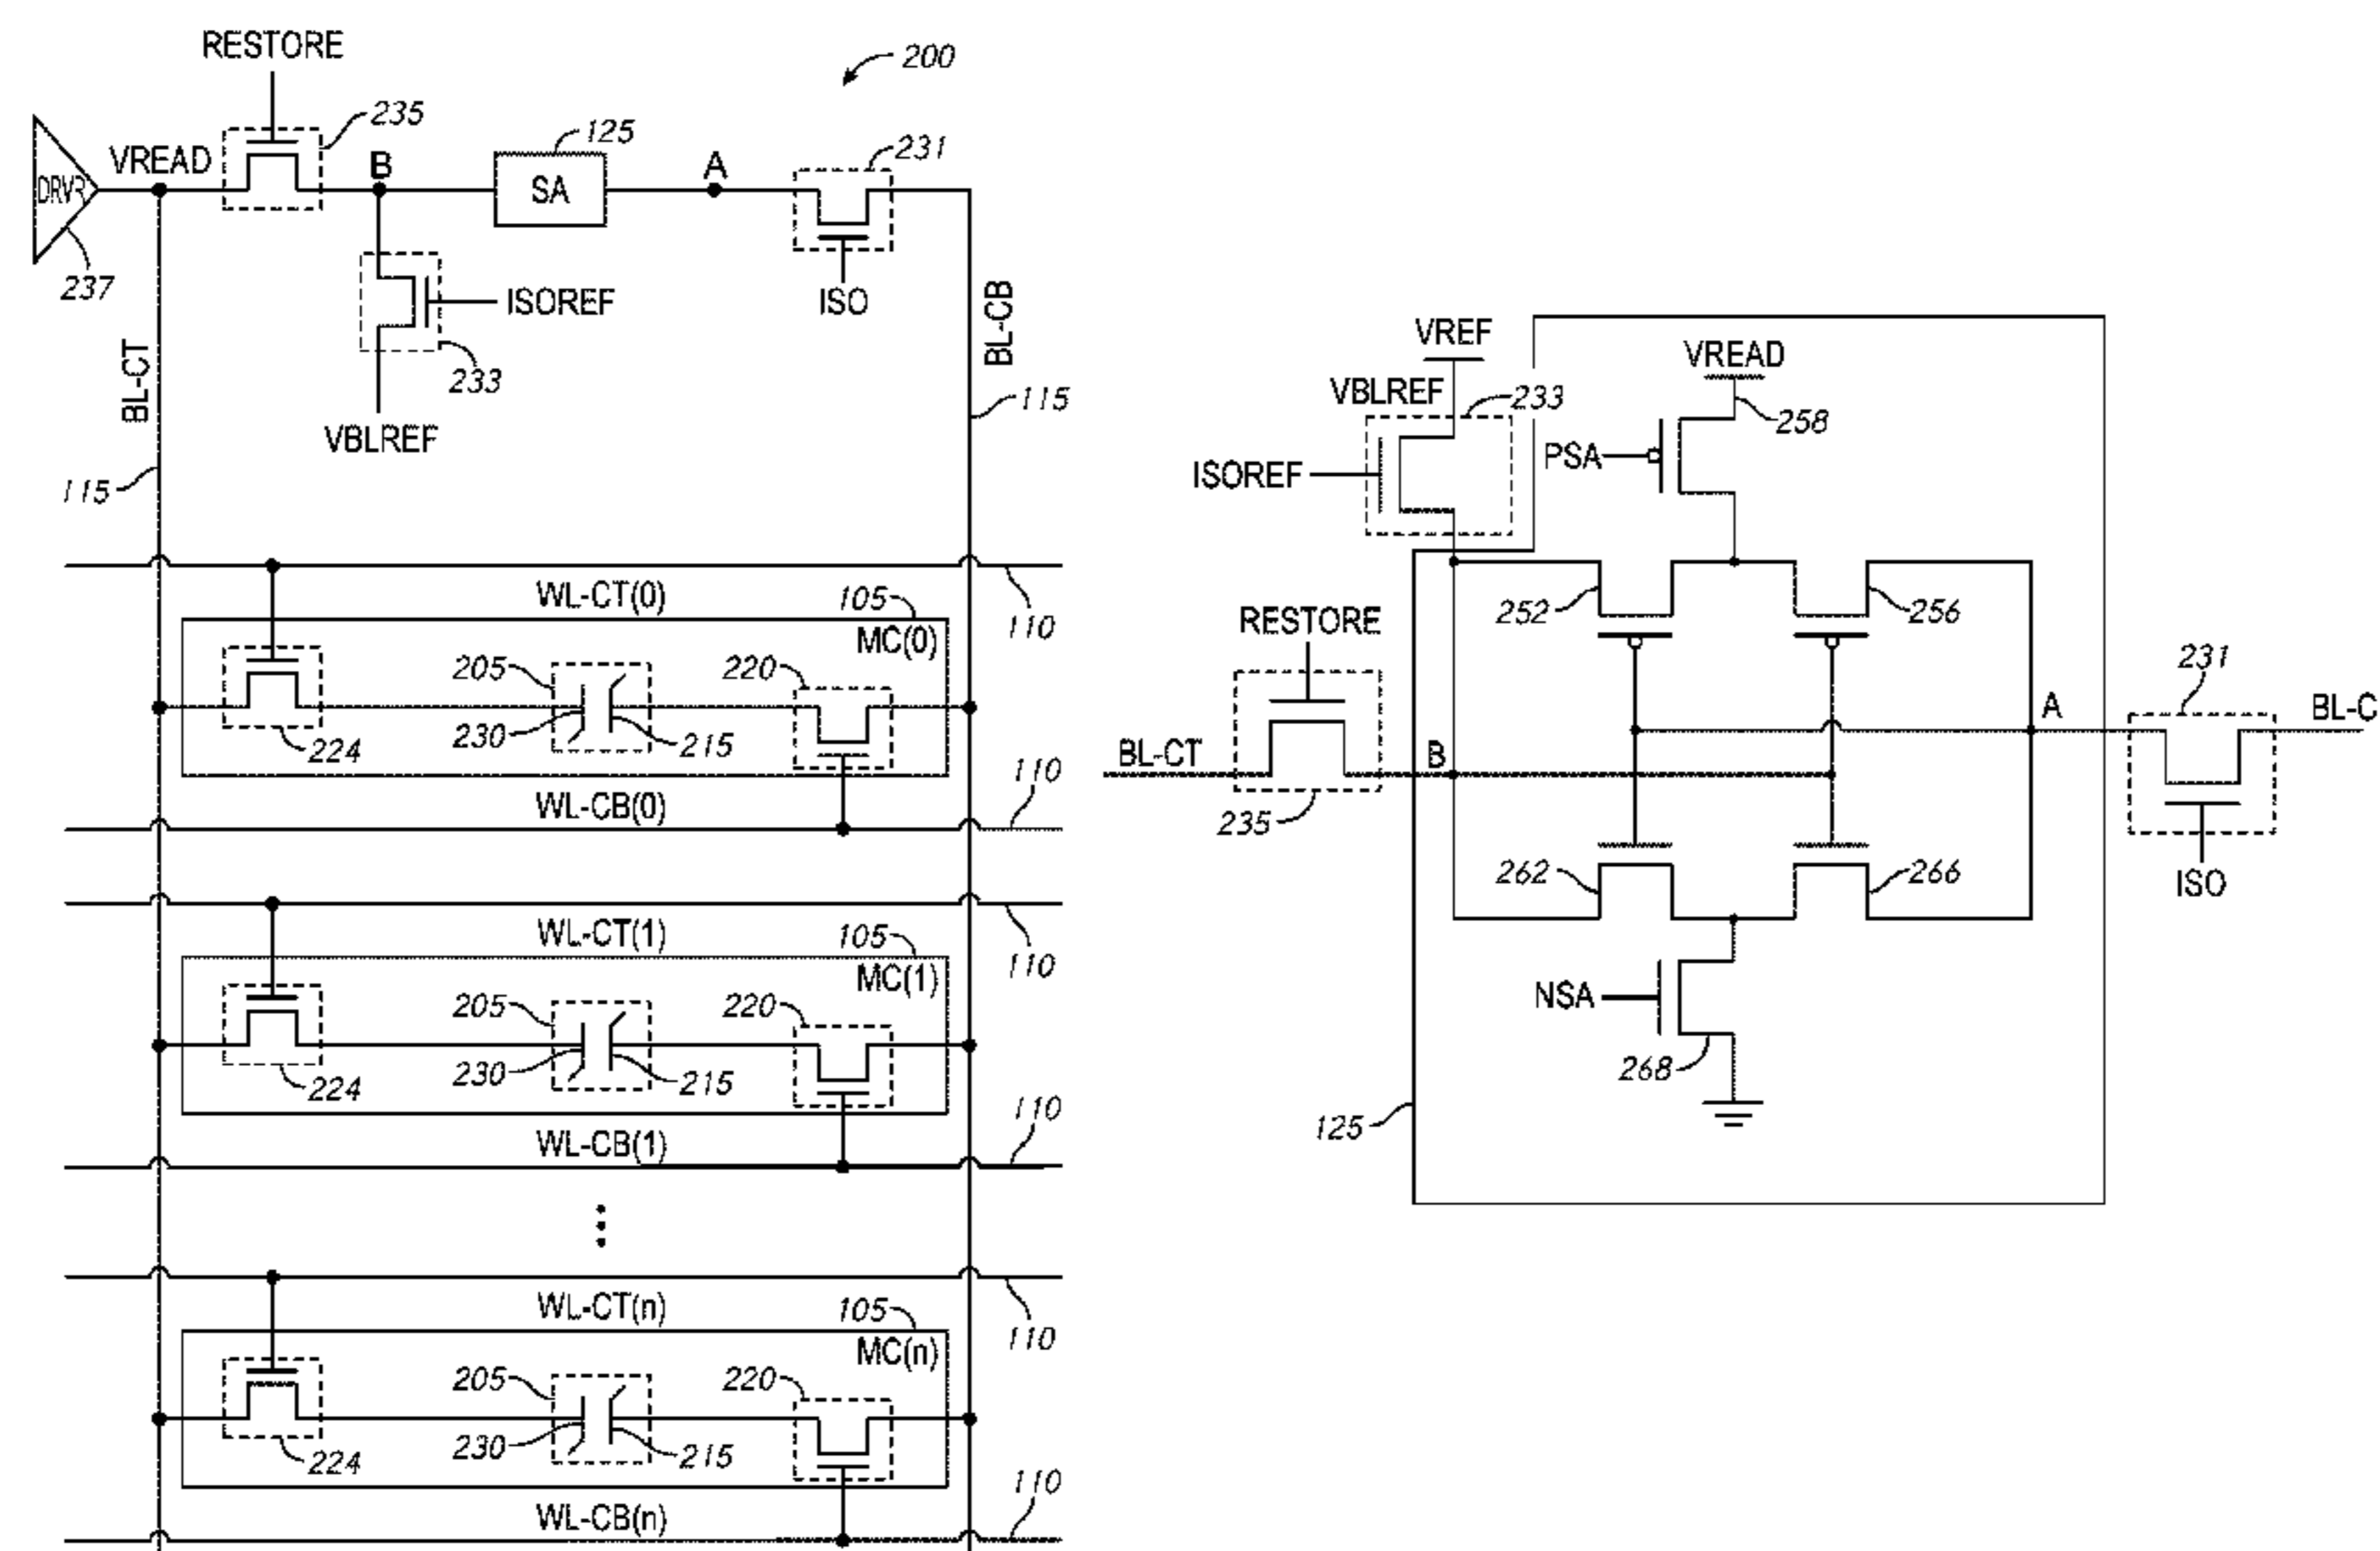 RESTORE
200
235
125
231
VREAD
B
A
DRVR
SA
237
ISOREF
ISO
BL-CT
BL-CB
233
VBLREF
115
115
WL-CT(0)
105
110
MC(0)
205
220
230
215
224
110
WL-CB(0)
WL-CT(1)
105
110
MC(1)
205
220
230
215
224
110
WL-CB(1)
WL-CT(n)
105
110
MC(n)
205
220
230
215
224
110
WL-CB(n)
VREF
VREAD
VBLREF
233
258
ISOREF
PSA
252
256
RESTORE
231
A
BL-C
BL-CT
B
235
262
266
ISO
NSA
268
125